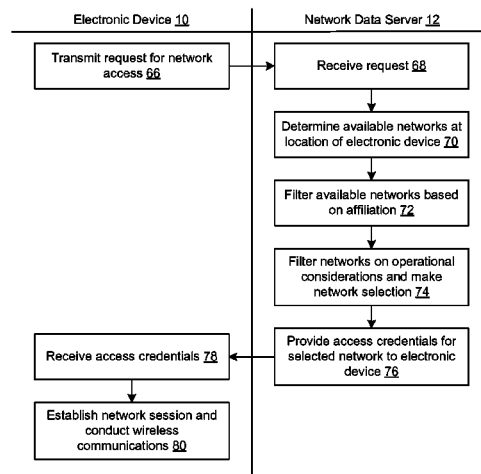 Electronic Device 10
Network Data Server 12
Transmit request for network
access 66
Receive request 68
Determine available networks at
location of electronic device 70
Filter available networks based
on affiliation 72
Filter networks on operational
considerations and make
network selection 74
Provide access credentials for
selected network to electronic
device 76
Receive access credentials 78
Establish network session and
conduct wireless
communications 80